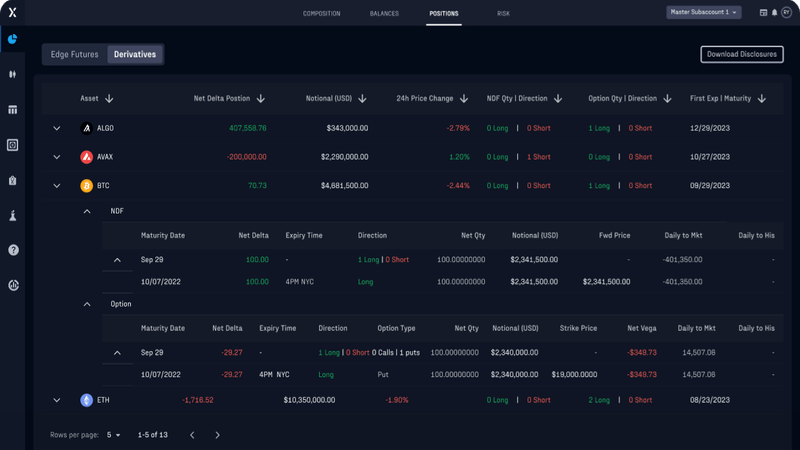 COMPOSITION BALANCES POSITIONS RISK Master Subaccount 1 RY
Edge Futures Derivatives Download Disclosures
Asset Net Delta Postion Notional (USD) 24h Price Change NDF Qty | Direction Option Qty | Direction First Exp | Maturity
ALGO 407,558.76 $343,000.00 -2.79% 0 Long | 0 Short 1 Long | 0 Short 12/29/2023
AVAX -200,000.00 $2,290,000.00 1.20% 0 Long | 1 Short 0 Long | 0 Short 10/27/2023
BTC 70.73 $4,681,500.00 -2.44% 0 Long | 0 Short 1 Long | 0 Short 09/29/2023
NDF
Maturity Date Net Delta Expiry Time Direction Net Qty Notional (USD) Fwd Price Daily to Mkt Daily to His
Sep 29 100.00 - 1 Long | 0 Short 100.00000000 $2,341,500.00 - -401,350.00 -
10/07/2022 100.00 4PM NYC Long 100.00000000 $2,341,500.00 $2,341,500.00 -401,350.00 -
Option
Maturity Date Net Delta Expiry Time Direction Option Type Net Qty Notional (USD) Strike Price Net Vega Daily to Mkt Daily to His
Sep 29 -29.27 - 1 Long | 0 Short 0 Calls | 1 puts 100.00000000 $2,340,000.00 - -$349.73 14,507.06 -
10/07/2022 -29.27 4PM NYC Long Put 100.00000000 $2,340,000.00 $19,000.0000 -$349.73 14,507.06 -
ETH -1,716.52 $10,350,000.00 -1.90% 0 Long | 0 Short 2 Long | 0 Short 08/23/2023
Rows per page: 5 1-5 of 13